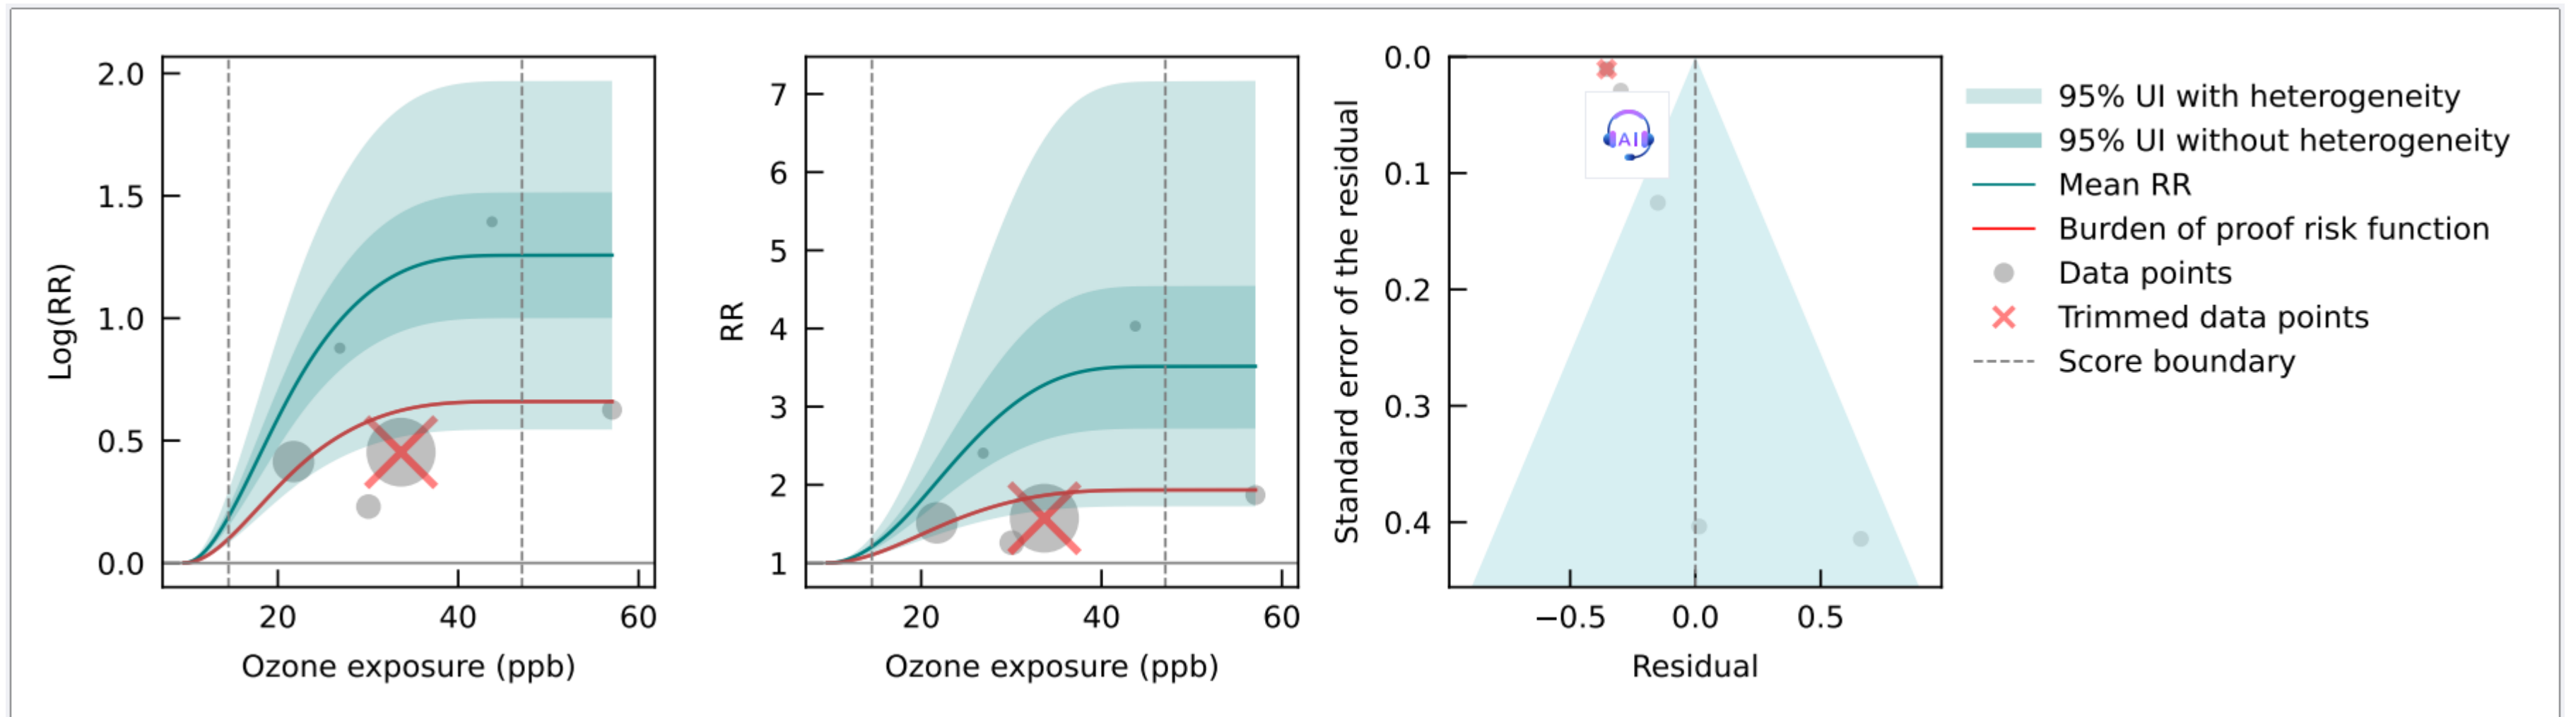 2.0
1.5
1.0
0.5
0.0
Log(RR)
20 40 60
Ozone exposure (ppb)
7
6
5
4
3
2
1
RR
20 40 60
Ozone exposure (ppb)
0.0
0.1
0.2
0.3
0.4
Standard error of the residual
AI
−0.5 0.0 0.5
Residual
95% UI with heterogeneity
95% UI without heterogeneity
Mean RR
Burden of proof risk function
Data points
Trimmed data points
Score boundary